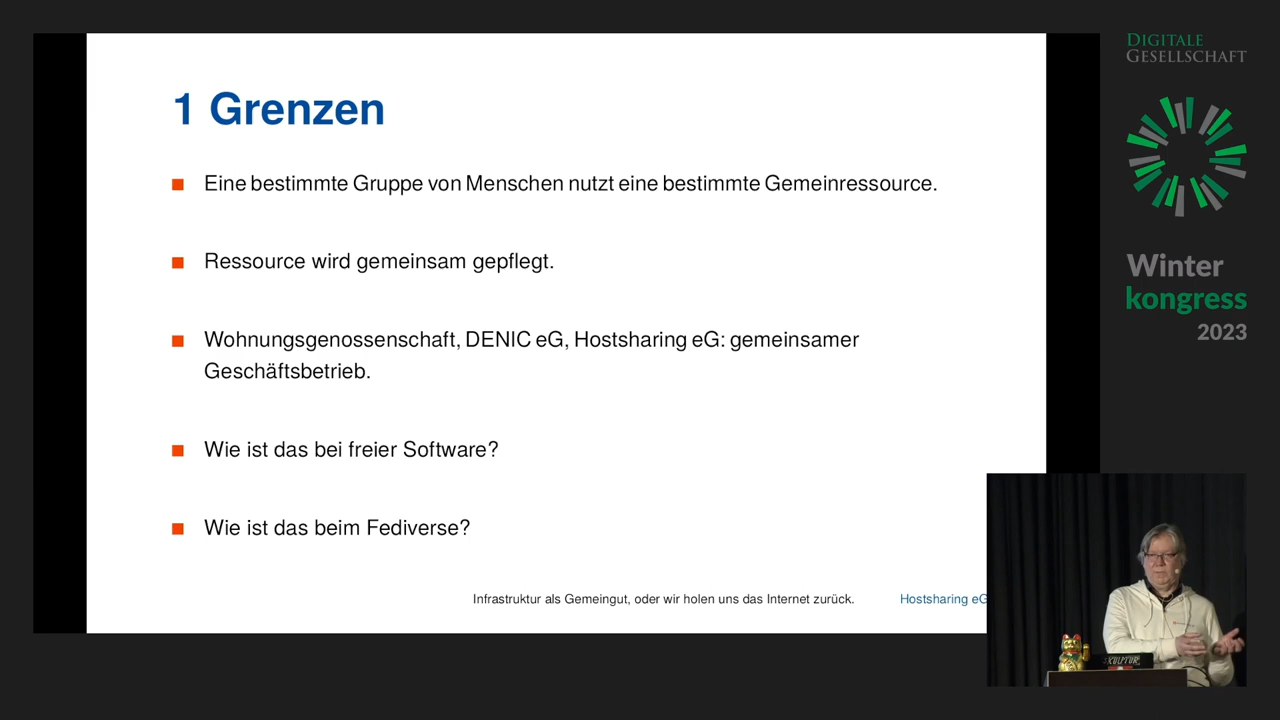 1 Grenzen
Eine bestimmte Gruppe von Menschen nutzt eine bestimmte Gemeinressource.
Ressource wird gemeinsam gepflegt.
Wohnungsgenossenschaft, DENIC eG, Hostsharing eG: gemeinsamer
Geschäftsbetrieb.
Wie ist das bei freier Software?
Wie ist das beim Fediverse?
Infrastruktur als Gemeingut, oder wir holen uns das Internet zurück.
Hostsharing eG
DIGITALE
GESELLSCHAFT
Winter
kongress
2023
SKULPTUR